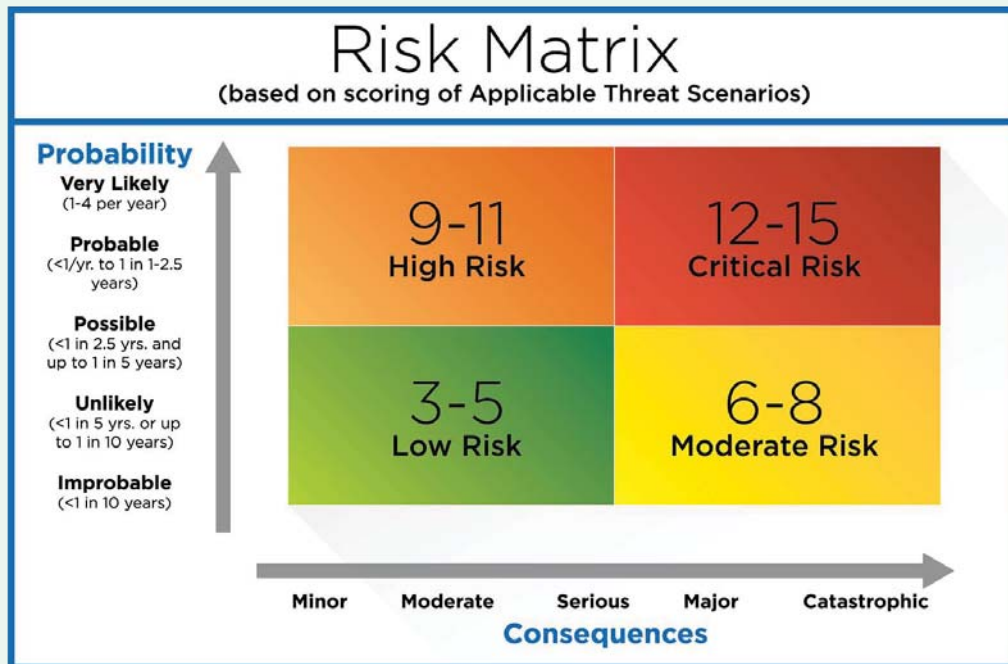 Risk Matrix
(based on scoring of Applicable Threat Scenarios)
Probability
Very Likely
(1-4 per year)
Probable
(<1/yr. to 1 in 1-2.5
years)
Possible
(<1 in 2.5 yrs. and
up to 1 in 5 years)
Unlikely
(<1 in 5 yrs. or up
to 1 in 10 years)
Improbable
(<1 in 10 years)
9-11
High Risk
12-15
Critical Risk
3-5
Low Risk
6-8
Moderate Risk
Minor Moderate Serious Major Catastrophic
Consequences